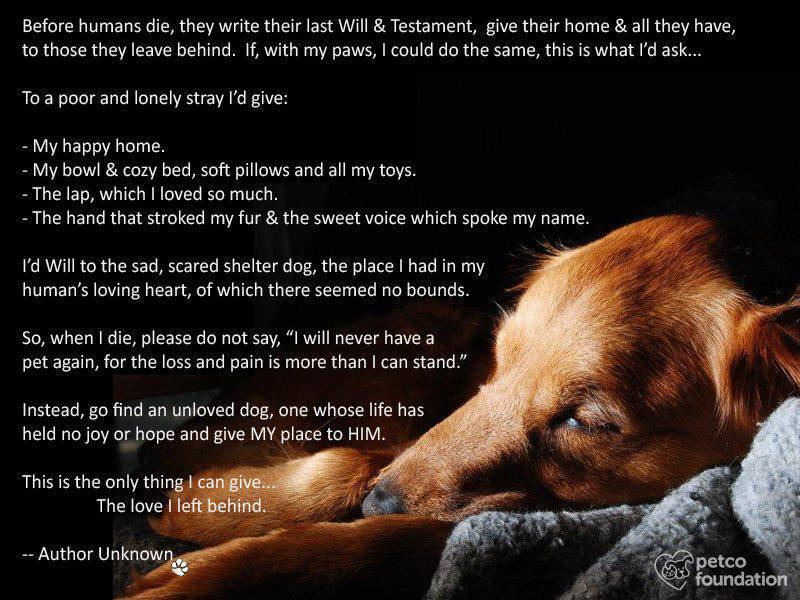 Before humans die, they write their last Will & Testament,  give their home & all they have,
to those they leave behind.  If, with my paws, I could do the same, this is what I'd ask...
To a poor and lonely stray I'd give:
- My happy home.
- My bowl & cozy bed, soft pillows and all my toys.
- The lap, which I loved so much.
- The hand that stroked my fur & the sweet voice which spoke my name.
I'd Will to the sad, scared shelter dog, the place I had in my
human's loving heart, of which there seemed no bounds.
So, when I die, please do not say, “I will never have a
pet again, for the loss and pain is more than I can stand.”
Instead, go find an unloved dog, one whose life has
held no joy or hope and give MY place to HIM.
This is the only thing I can give...
The love I left behind.
-- Author Unknown
petco
foundation